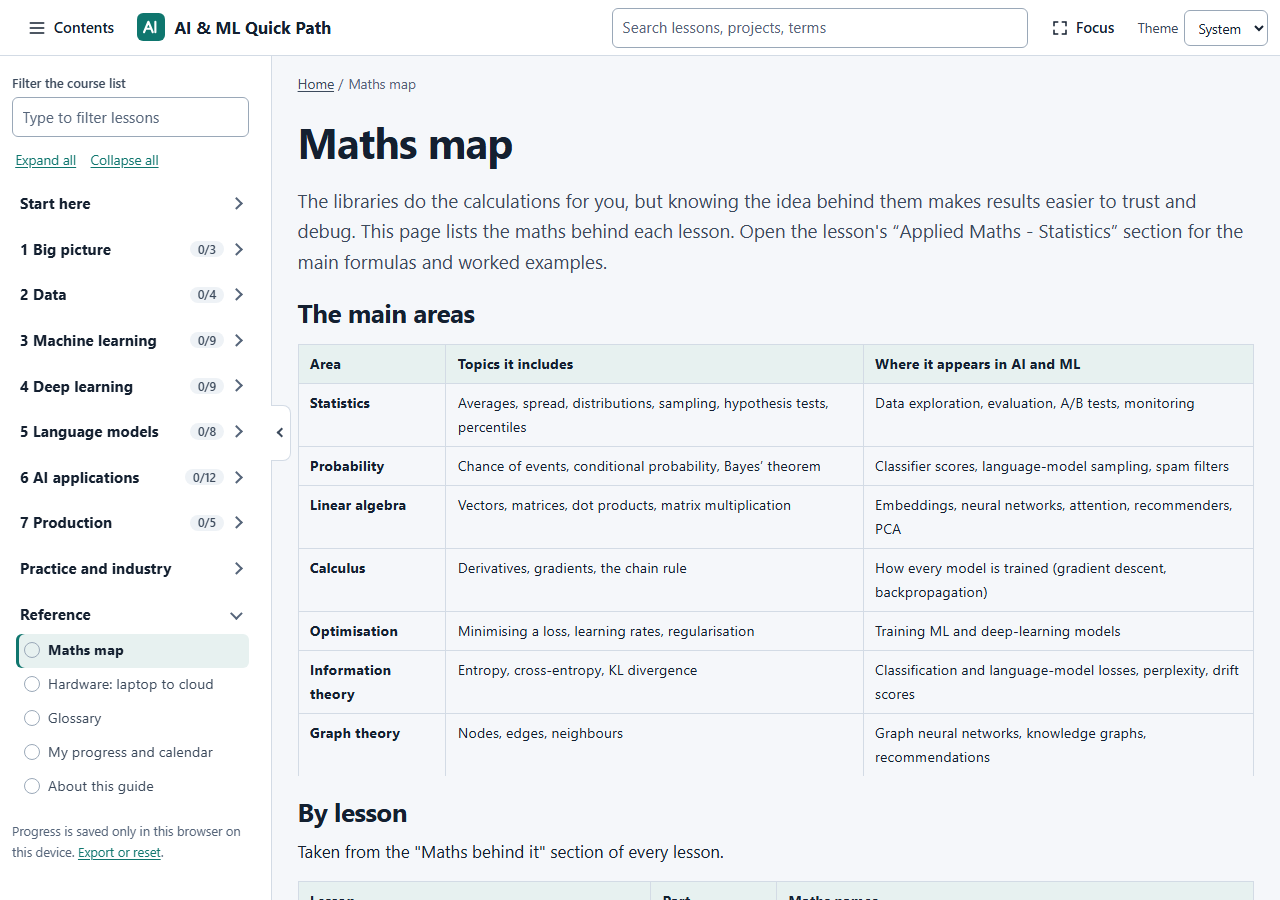 Contents
AI
AI & ML Quick Path
Search lessons, projects, terms
Focus
Theme
System
Filter the course list
Type to filter lessons
Expand all
Collapse all
Start here
1 Big picture 0/3
2 Data 0/4
3 Machine learning 0/9
4 Deep learning 0/9
5 Language models 0/8
6 AI applications 0/12
7 Production 0/5
Practice and industry
Reference
Maths map
Hardware: laptop to cloud
Glossary
My progress and calendar
About this guide
Progress is saved only in this browser on
this device. Export or reset.
Home / Maths map
Maths map
The libraries do the calculations for you, but knowing the idea behind them makes results easier to trust and
debug. This page lists the maths behind each lesson. Open the lesson's “Applied Maths - Statistics” section for the
main formulas and worked examples.
The main areas
Area Topics it includes Where it appears in AI and ML
Statistics Averages, spread, distributions, sampling, hypothesis tests, Data exploration, evaluation, A/B tests, monitoring
percentiles
Probability Chance of events, conditional probability, Bayes’ theorem Classifier scores, language-model sampling, spam filters
Linear algebra Vectors, matrices, dot products, matrix multiplication Embeddings, neural networks, attention, recommenders,
PCA
Calculus Derivatives, gradients, the chain rule How every model is trained (gradient descent,
backpropagation)
Optimisation Minimising a loss, learning rates, regularisation Training ML and deep-learning models
Information Entropy, cross-entropy, KL divergence Classification and language-model losses, perplexity, drift
theory scores
Graph theory Nodes, edges, neighbours Graph neural networks, knowledge graphs,
recommendations
By lesson
Taken from the "Maths behind it" section of every lesson.
Lesson Part Maths names